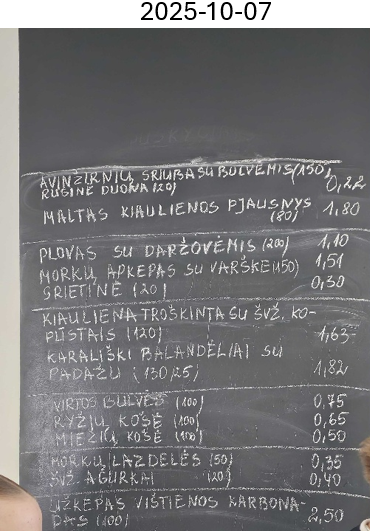 2025-10-07
AVINŽIRNIŲ SRIUBA SU BULVĖMIS (150)
RUGINĖ DUONA (20) 0,22
MALTAS KIAULIENOS PJAUSNYS
(80) 1,80
PLOVAS SU DARŽOVĖMIS (200) 1,10
MORKŲ APKEPAS SU VARŠKE (150) 1,51
GRIETINĖ (20) 0,30
KIAULIENA TROŠKINTA SU ŠVŽ. KO-
PŪSTAIS (120) 1,63
KARALIŠKI BALANDĖLIAI SU
PADAŽU (130/25) 1,82
VIRTOS BULVĖS (100) 0,75
RYŽIŲ KOŠĖ (100) 0,65
MIEŽIŲ KOŠĖ (100) 0,50
MORKŲ LAZDELĖS (50) 0,35
ŠVŽ. AGURKAI (20) 0,40
UŽKEPAS VIŠTIENOS KARBONA-
DAS (100) 2,50